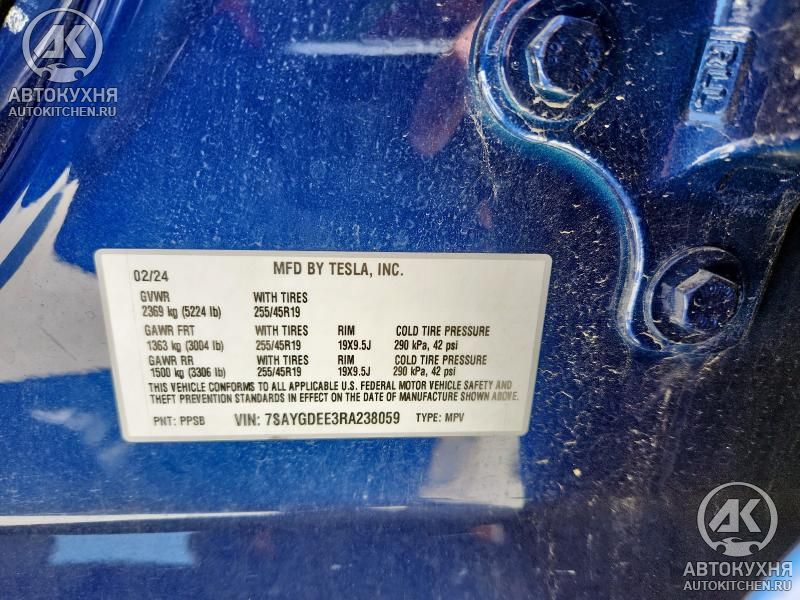 АК
АВТОКУХНЯ
AUTOKITCHEN.RU
MFD BY TESLA, INC.
02/24
GVWR WITH TIRES
2369 kg (5224 lb) 255/45R19
GAWR FRT WITH TIRES RIM COLD TIRE PRESSURE
1363 kg (3004 lb) 255/45R19 19X9.5J 290 kPa, 42 psi
GAWR RR WITH TIRES RIM COLD TIRE PRESSURE
1500 kg (3306 lb) 255/45R19 19X9.5J 290 kPa, 42 psi
THIS VEHICLE CONFORMS TO ALL APPLICABLE U.S. FEDERAL MOTOR VEHICLE SAFETY AND
THEFT PREVENTION STANDARDS IN EFFECT ON THE DATE OF MANUFACTURE SHOWN ABOVE.
PNT: PPSB VIN: 7SAYGDEE3RA238059 TYPE: MPV
АК
АВТОКУХНЯ
AUTOKITCHEN.RU